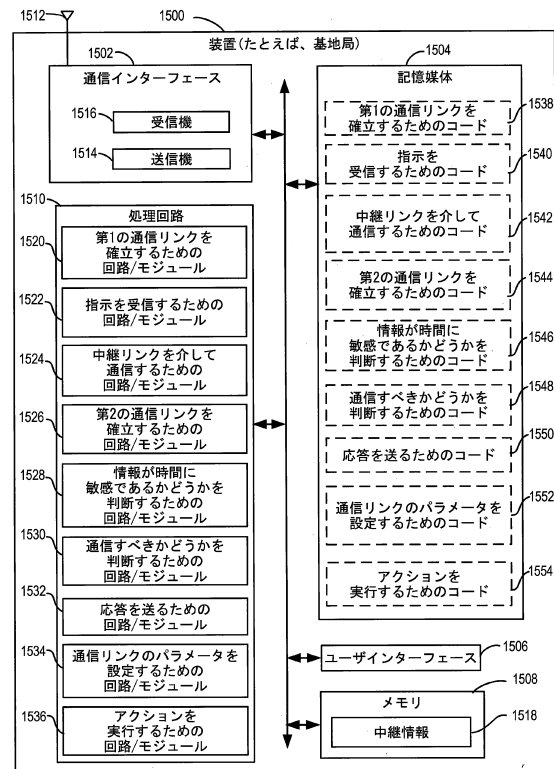 1512
1500
装置(たとえば、基地局)
1502
通信インターフェース
1516
受信機
1514
送信機
1510
処理回路
1520
第1の通信リンクを
確立するための
回路/モジュール
1522
指示を受信するための
回路/モジュール
1524
中継リンクを介して
通信するための
回路/モジュール
1526
第2の通信リンクを
確立するための
回路/モジュール
1528
情報が時間に
敏感であるかどうかを
判断するための
回路/モジュール
1530
通信すべきかどうかを
判断するための
回路/モジュール
1532
応答を送るための
回路/モジュール
1534
通信リンクのパラメータを
設定するための
回路/モジュール
1536
アクションを
実行するための
回路/モジュール
1504
記憶媒体
1538
第1の通信リンクを
確立するためのコード
1540
指示を
受信するためのコード
1542
中継リンクを介して
通信するためのコード
1544
第2の通信リンクを
確立するためのコード
1546
情報が時間に
敏感であるかどうかを
判断するためのコード
1548
通信すべきかどうかを
判断するためのコード
1550
応答を送るためのコード
1552
通信リンクのパラメータを
設定するためのコード
1554
アクションを
実行するためのコード
1506
ユーザインターフェース
1508
メモリ
1518
中継情報